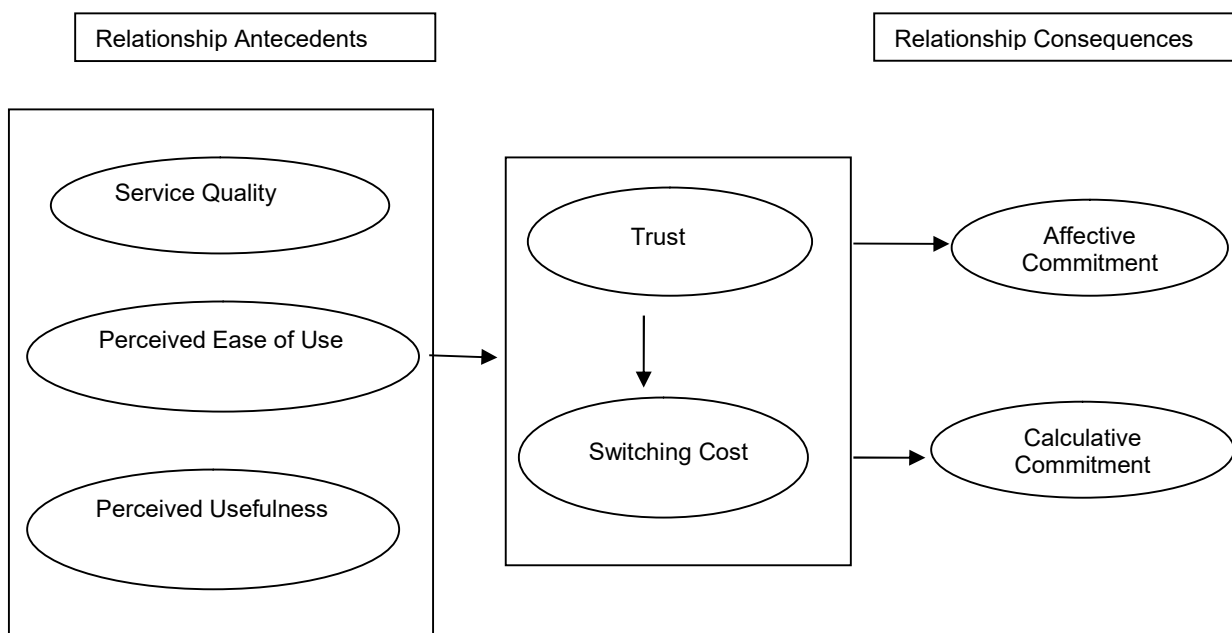 Relationship Antecedents
Relationship Consequences
Service Quality
Perceived Ease of Use
Perceived Usefulness
Trust
Switching Cost
Affective
Commitment
Calculative
Commitment